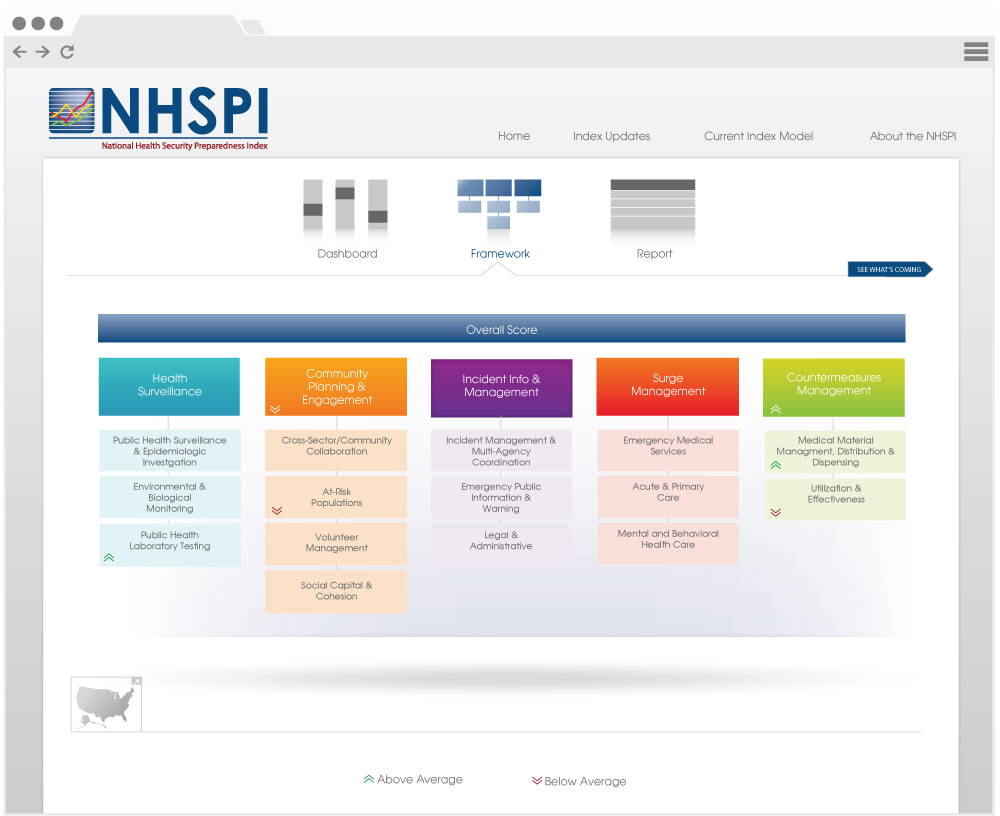 NHSPI
National Health Security Preparedness Index
Home
Index Updates
Current Index Model
About the NHSPI
Dashboard
Framework
Report
SEE WHAT'S COMING
Overall Score
Health
Surveillance
Public Health Surveillance
& Epidemiologic
Investgation
Environmental &
Biological
Monitoring
Public Health
Laboratory Testing
Community
Planning &
Engagement
Cross-Sector/Community
Collaboration
At-Risk
Populations
Volunteer
Management
Social Capital &
Cohesion
Incident Info &
Management
Incident Management &
Multi-Agency
Coordination
Emergency Public
Information &
Warning
Legal &
Administrative
Surge
Management
Emergency Medical
Services
Acute & Primary
Care
Mental and Behavioral
Health Care
Countermeasures
Management
Medical Material
Managment, Distribution &
Dispensing
Utilization &
Effectiveness
Above Average
Below Average